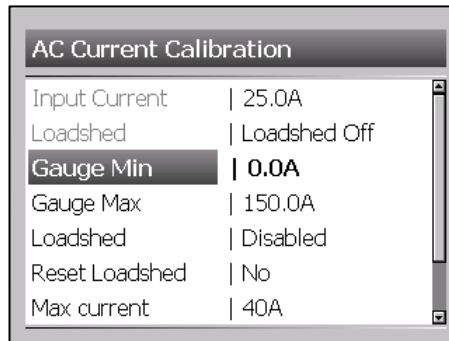 AC Current Calibration
Input Current | 25.0A
Loadshed | Loadshed Off
Gauge Min | 0.0A
Gauge Max | 150.0A
Loadshed | Disabled
Reset Loadshed | No
Max current | 40A